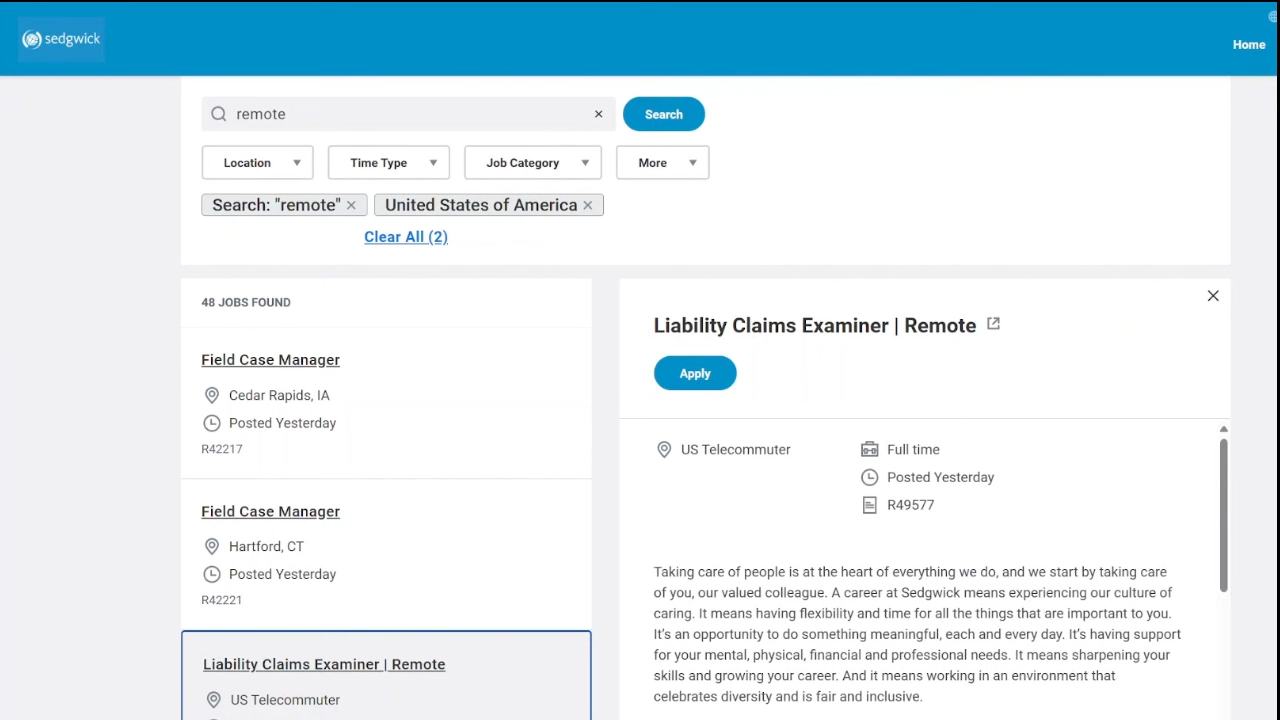 sedgwick
Home
remote
Search
Location
Time Type
Job Category
More
Search: "remote"
United States of America
Clear All (2)
48 JOBS FOUND
Field Case Manager
Cedar Rapids, IA
Posted Yesterday
R42217
Field Case Manager
Hartford, CT
Posted Yesterday
R42221
Liability Claims Examiner | Remote
US Telecommuter
Liability Claims Examiner | Remote
Apply
US Telecommuter
Full time
Posted Yesterday
R49577
Taking care of people is at the heart of everything we do, and we start by taking care
of you, our valued colleague. A career at Sedgwick means experiencing our culture of
caring. It means having flexibility and time for all the things that are important to you.
It’s an opportunity to do something meaningful, each and every day. It’s having support
for your mental, physical, financial and professional needs. It means sharpening your
skills and growing your career. And it means working in an environment that
celebrates diversity and is fair and inclusive.